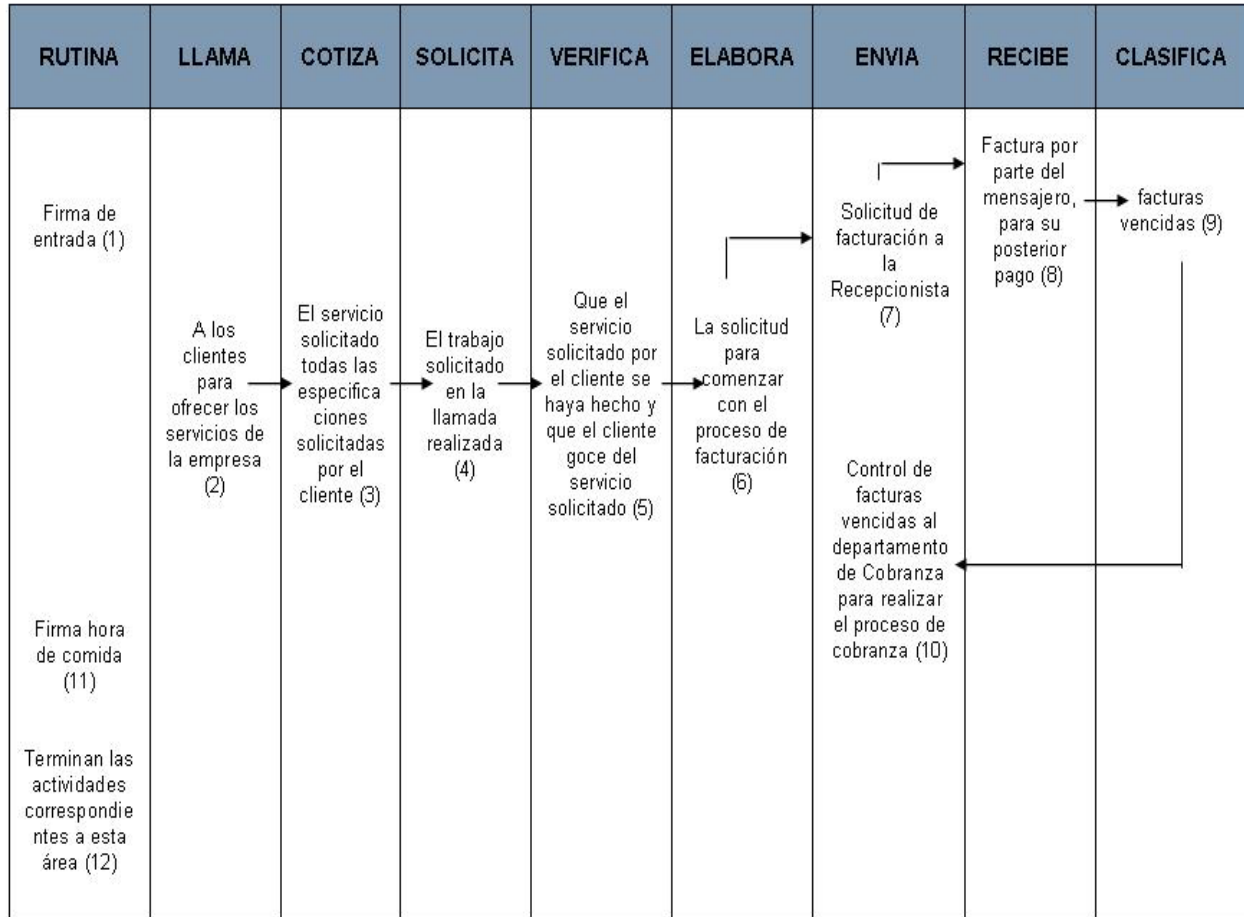 RUTINA
LLAMA
COTIZA
SOLICITA
VERIFICA
ELABORA
ENVIA
RECIBE
CLASIFICA
Firma de
entrada (1)
Firma hora
de comida
(11)
Terminan las
actividades
correspondie
ntes a esta
área (12)
A los
clientes
para
ofrecer los
servicios de
la empresa
(2)
El servicio
solicitado
todas las
especifica
ciones
solicitadas
por el
cliente (3)
El trabajo
solicitado
en la
llamada
realizada
(4)
Que el
servicio
solicitado por
el cliente se
haya hecho y
que el cliente
goce del
servicio
solicitado (5)
La solicitud
para
comenzar
con el
proceso de
facturación
(6)
Solicitud de
facturación a
la
Recepcionista
(7)
Control de
facturas
vencidas al
departamento
de Cobranza
para realizar
el proceso de
cobranza (10)
Factura por
parte del
mensajero,
para su
posterior
pago (8)
facturas
vencidas (9)